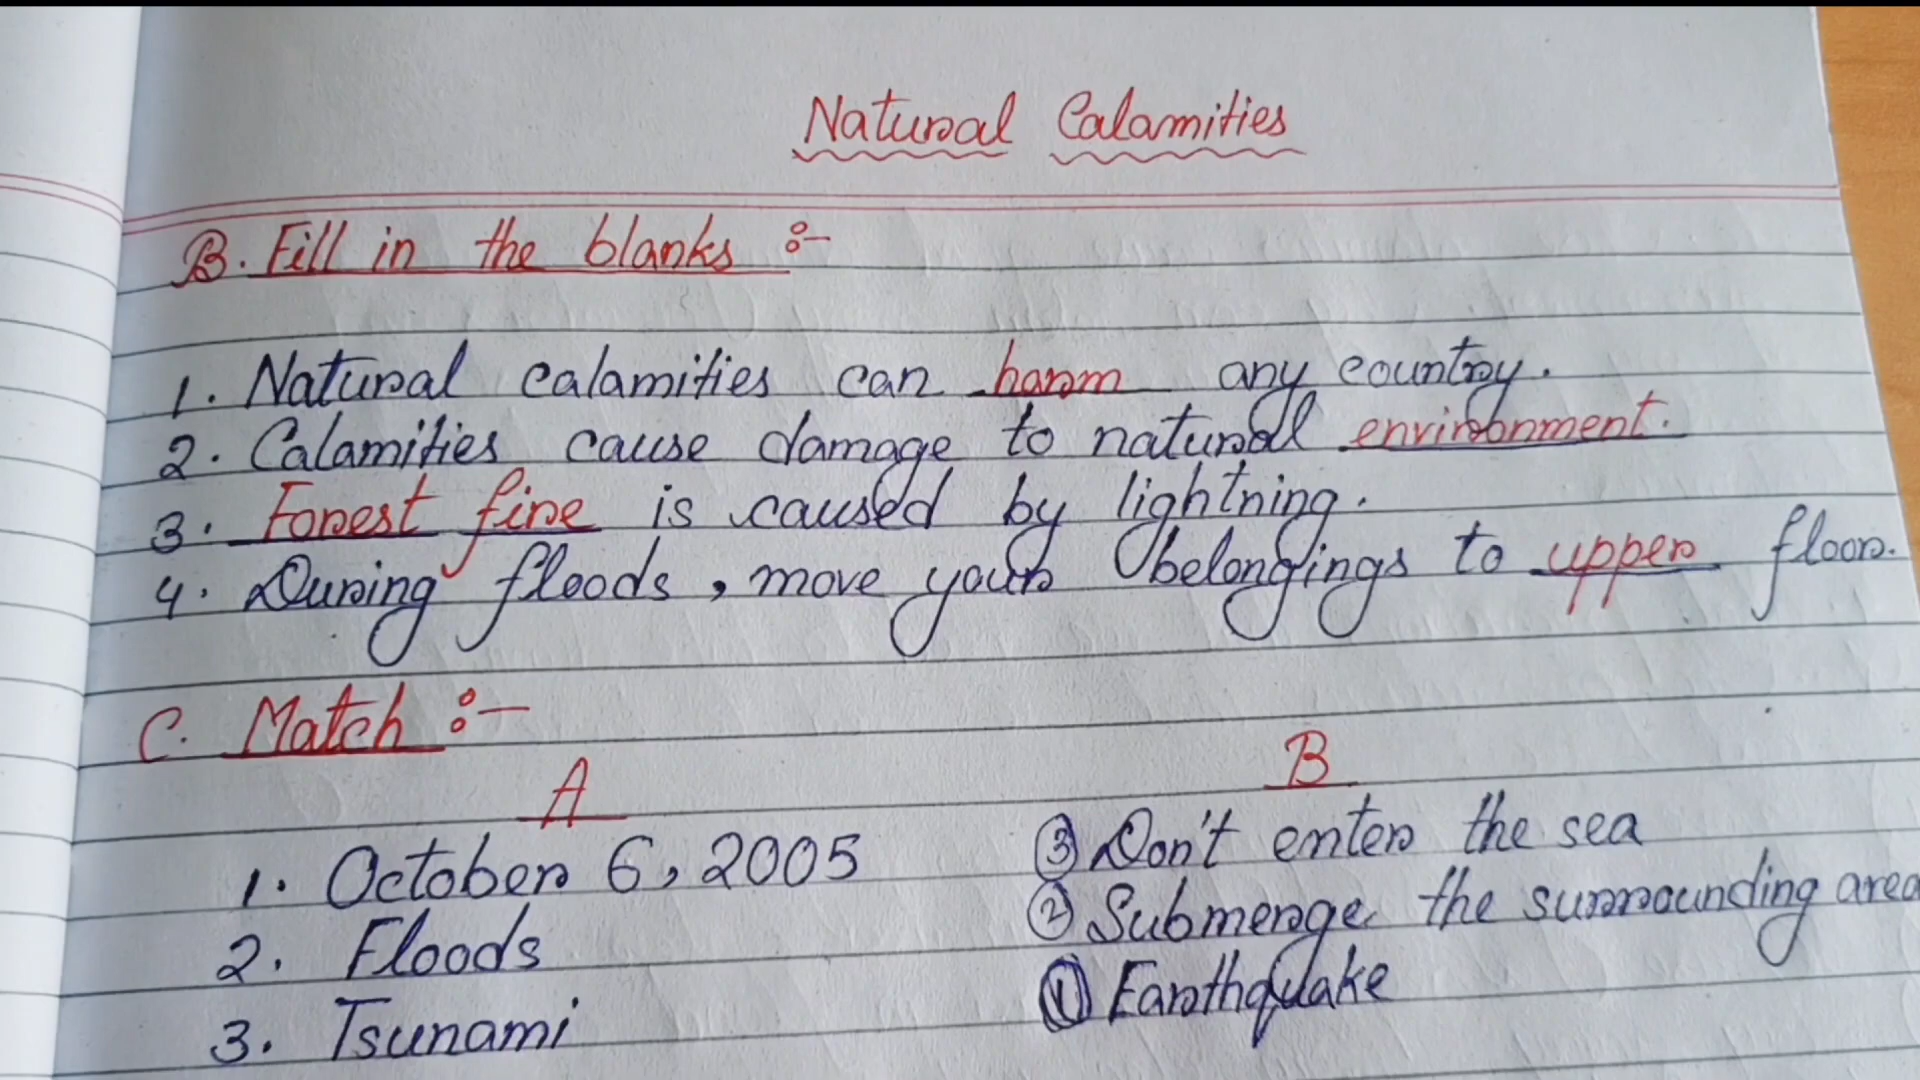 Natural Calamities
B. Fill in the blanks :-
1. Natural calamities can harm any country.
2. Calamities cause damage to natural environment.
3. Forest fire is caused by lightning.
4. During floods, move your belongings to upper floor.
C. Match :-
A B
1. October 6, 2005 ③ Don't enter the sea
2. Floods ② Submerge the surrounding area
3. Tsunami ① Earthquake